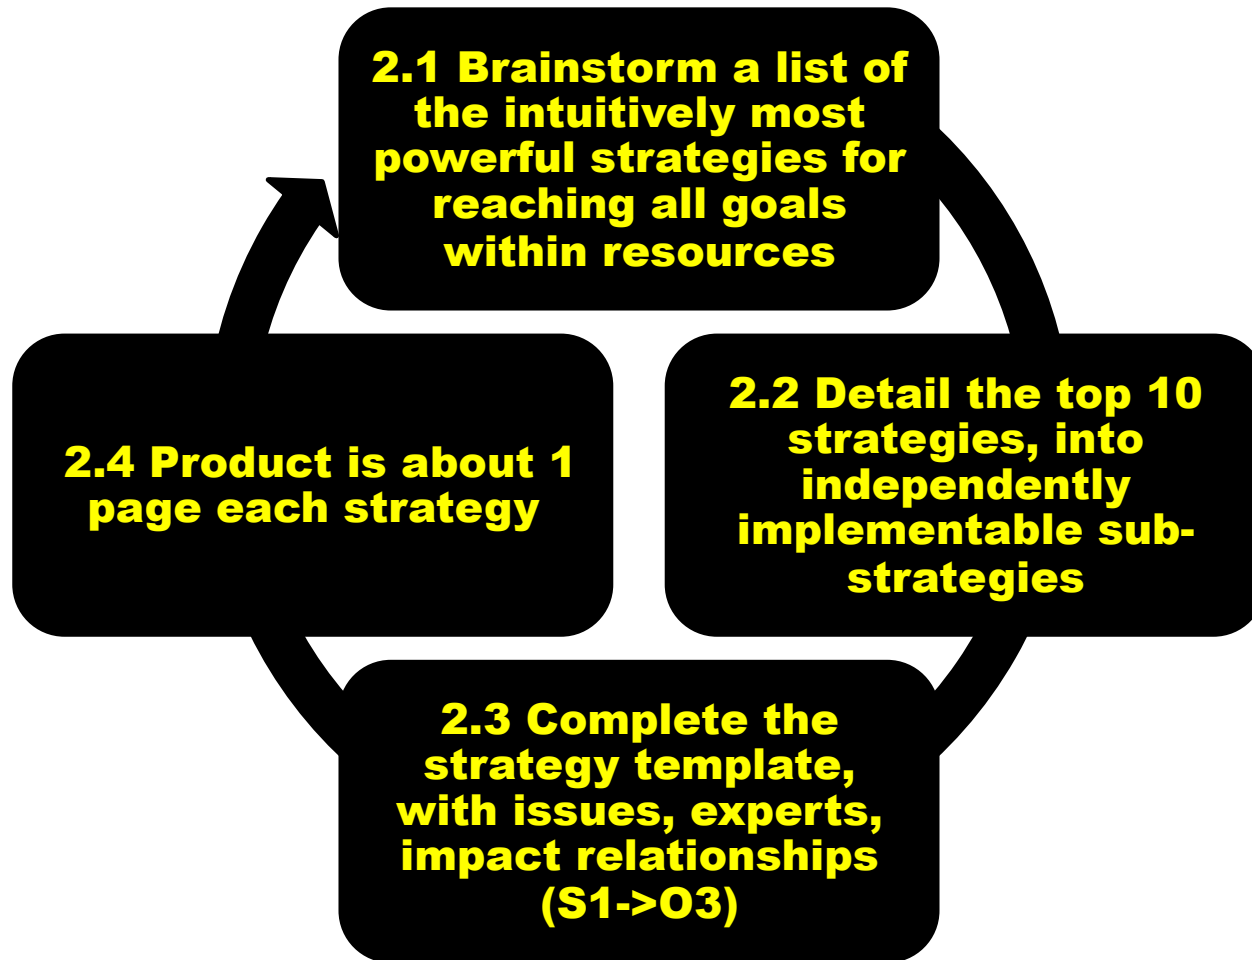 2.1 Brainstorm a list of
the intuitively most
powerful strategies for
reaching all goals
within resources
2.2 Detail the top 10
strategies, into
independently
implementable sub-
strategies
2.3 Complete the
strategy template,
with issues, experts,
impact relationships
(S1->O3)
2.4 Product is about 1
page each strategy